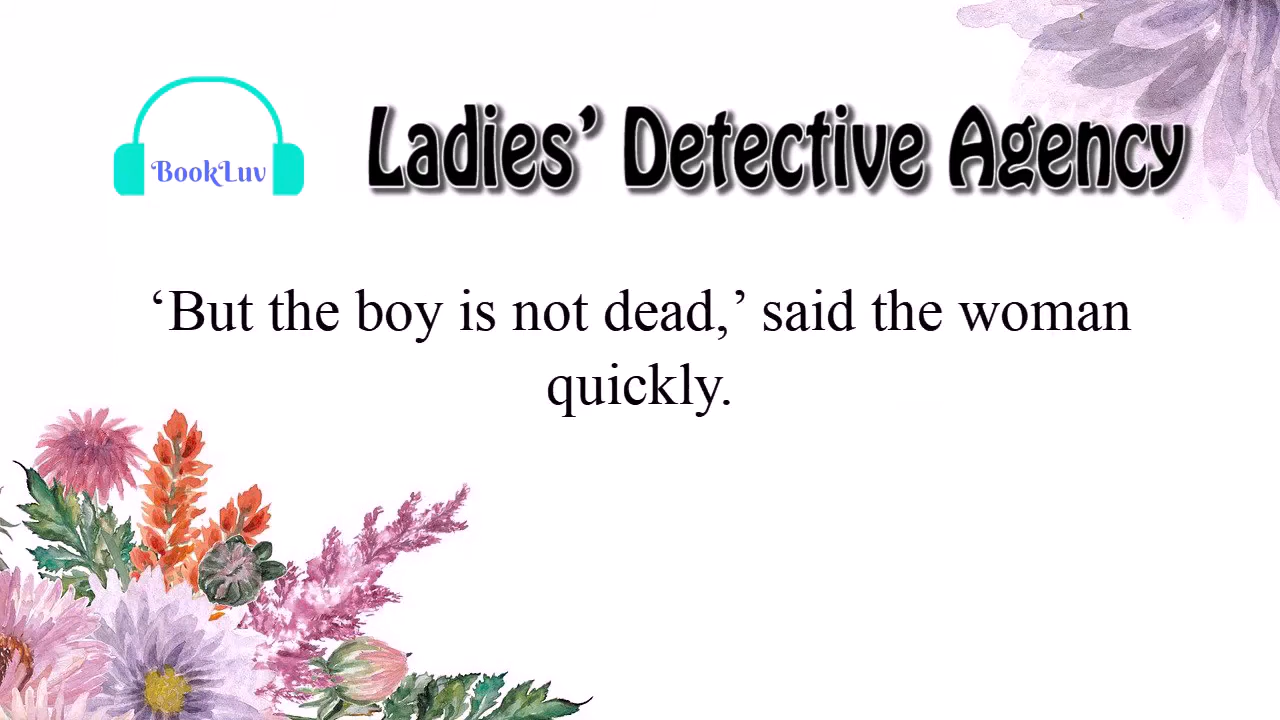 BookLuv
Ladies’ Detective Agency
‘But the boy is not dead,’ said the woman
quickly.